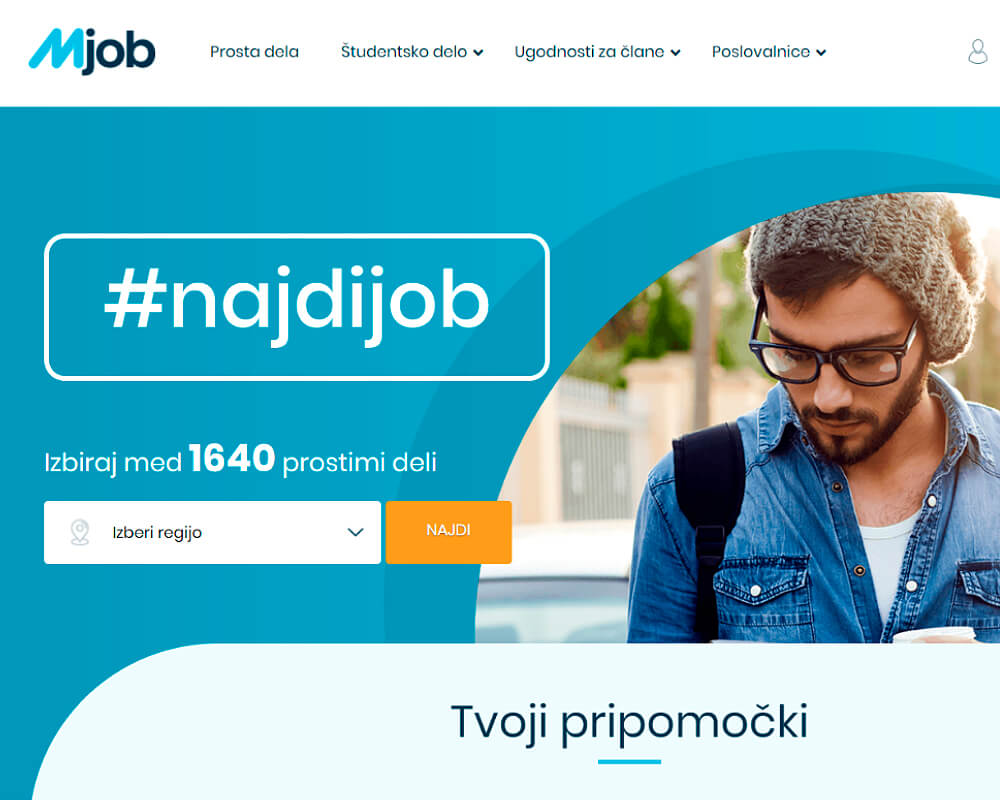 Mjob
Prosta dela
Študentsko delo
Ugodnosti za člane
Poslovalnice
#najdijob
Izbiraj med 1640 prostimi deli
Izberi regijo
NAJDI
Tvoji pripomočki